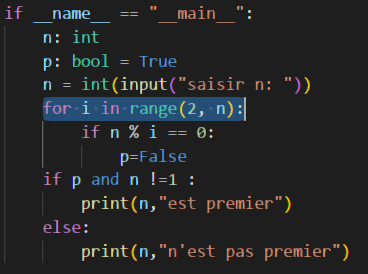 if __name__ == "__main__":
    n: int
    p: bool = True
    n = int(input("saisir n: "))
    for i in range(2, n):
        if n % i == 0:
            p=False
    if p and n !=1 :
        print(n,"est premier")
    else:
        print(n,"n'est pas premier")